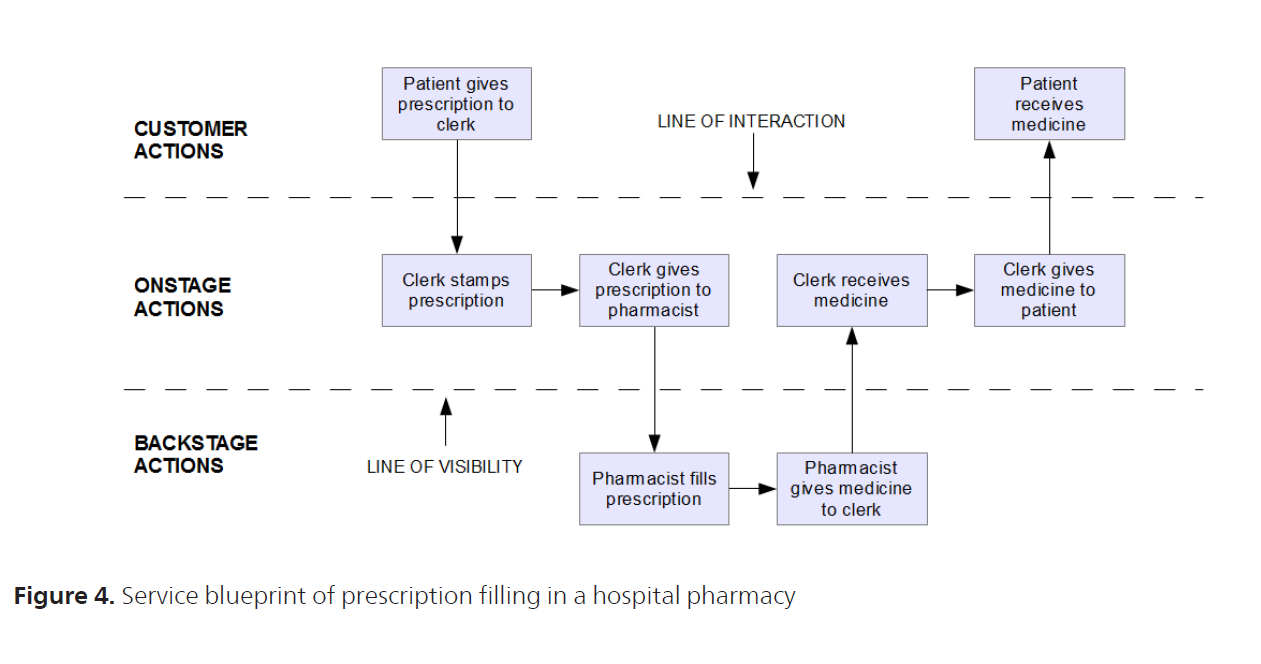 Patient gives
prescription to
clerk
Patient
receives
medicine
LINE OF INTERACTION
CUSTOMER
ACTIONS
ONSTAGE
ACTIONS
Clerk stamps
prescription
Clerk gives
prescription to
pharmacist
Clerk receives
medicine
Clerk gives
medicine to
patient
BACKSTAGE
ACTIONS
LINE OF VISIBILITY
Pharmacist fills
prescription
Pharmacist
gives medicine
to clerk
Figure 4. Service blueprint of prescription filling in a hospital pharmacy